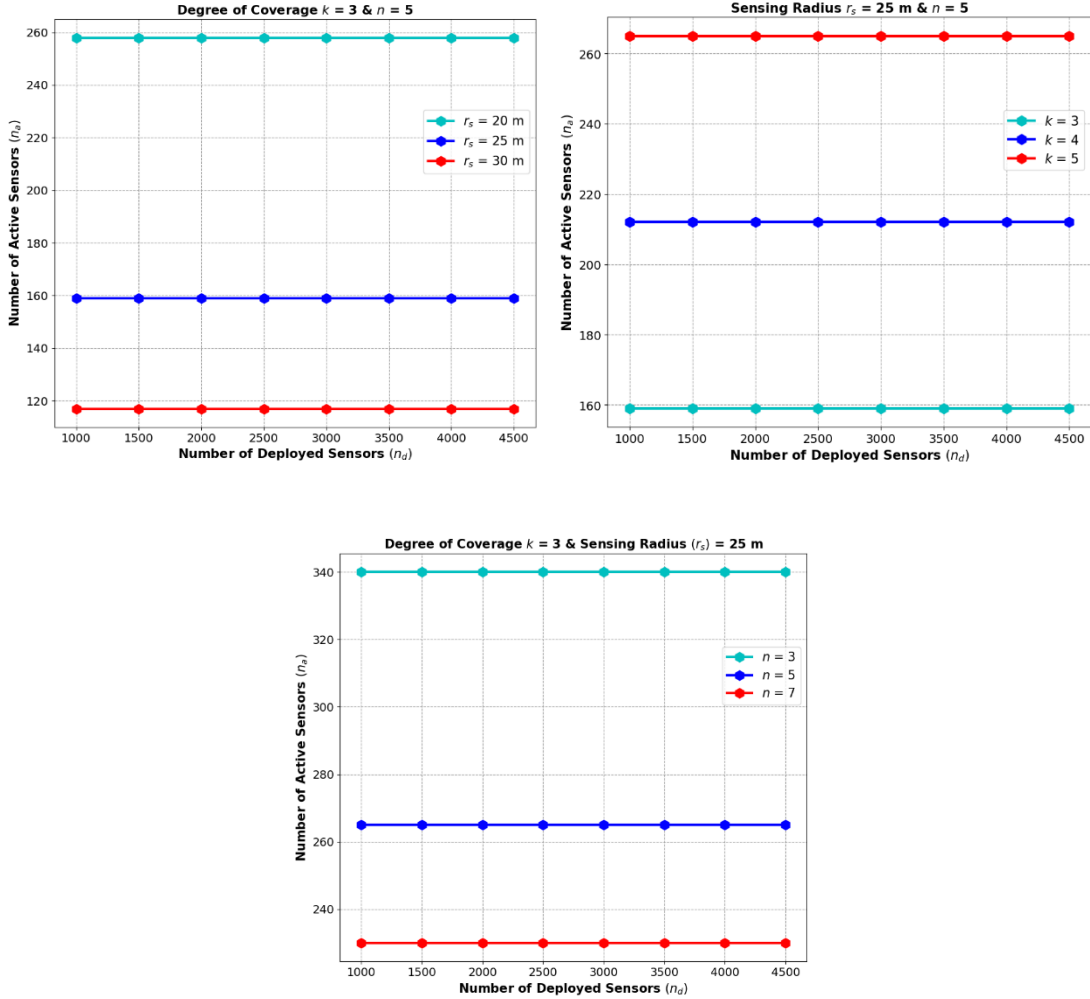 Degree of Coverage k = 3 & n = 5
260
240
220
200
180
160
140
120
Number of Active Sensors (nₐ)
r_s = 20 m
r_s = 25 m
r_s = 30 m
1000 1500 2000 2500 3000 3500 4000 4500
Number of Deployed Sensors (n_d)
Sensing Radius r_s = 25 m & n = 5
260
240
220
200
180
160
Number of Active Sensors (nₐ)
k = 3
k = 4
k = 5
1000 1500 2000 2500 3000 3500 4000 4500
Number of Deployed Sensors (n_d)
Degree of Coverage k = 3 & Sensing Radius (r_s) = 25 m
340
320
300
280
260
240
Number of Active Sensors (nₐ)
n = 3
n = 5
n = 7
1000 1500 2000 2500 3000 3500 4000 4500
Number of Deployed Sensors (n_d)